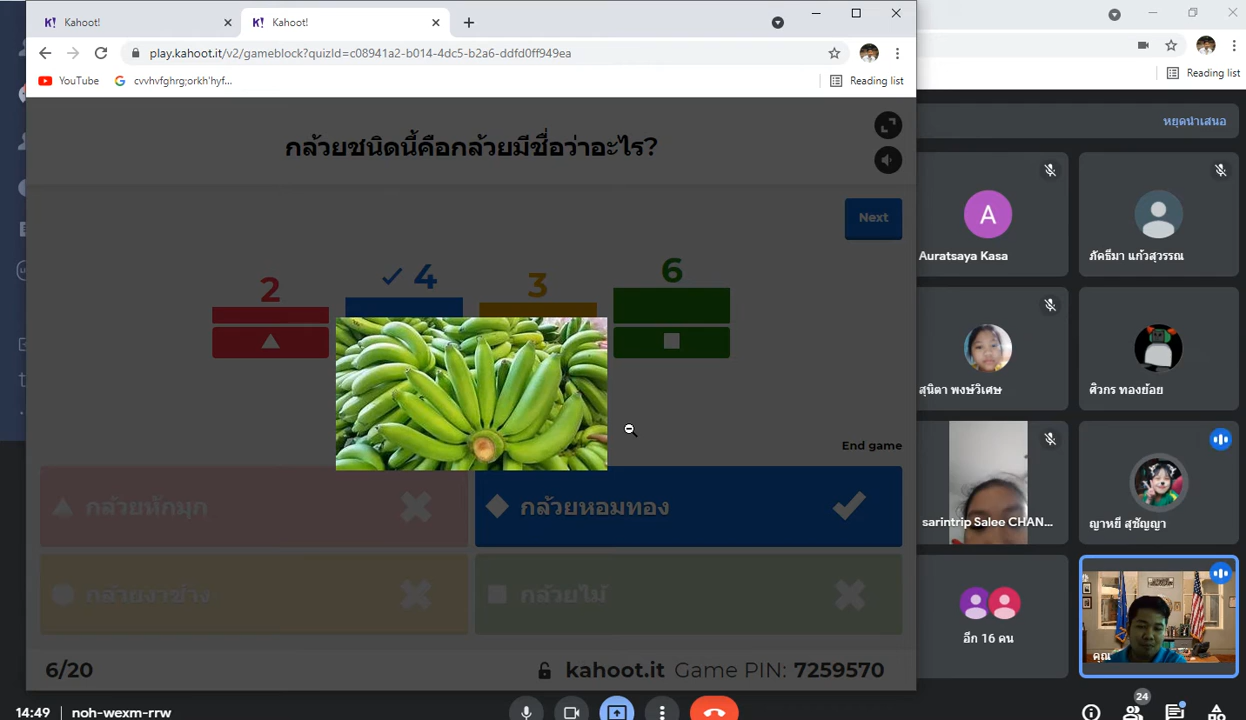 Kahoot!
Kahoot!
play.kahoot.it/v2/gameblock?quizId=c08941a2-b014-4dc5-b2a6-ddfd0ff949ea
YouTube
cvvhvfghrg;orkh'hyf...
Reading list
Reading list
หยุดนำเสนอ
กล้วยชนิดนี้คือกล้วยมีชื่อว่าอะไร?
Next
2
4
3
6
End game
กล้วยหักมุก
กล้วยหอมทอง
กล้วยงาช้าง
กล้วยไม้
6/20
kahoot.it Game PIN: 7259570
A
Auratsaya Kasa
ภัคธีมา แก้วสุวรรณ
สุนิตา พงษ์วิเศษ
ศิวกร ทองย้อย
sarintrip Salee CHAN...
ญาหยี สุชัญญา
อีก 16 คน
คุณ
14:49
noh-wexm-rrw
24